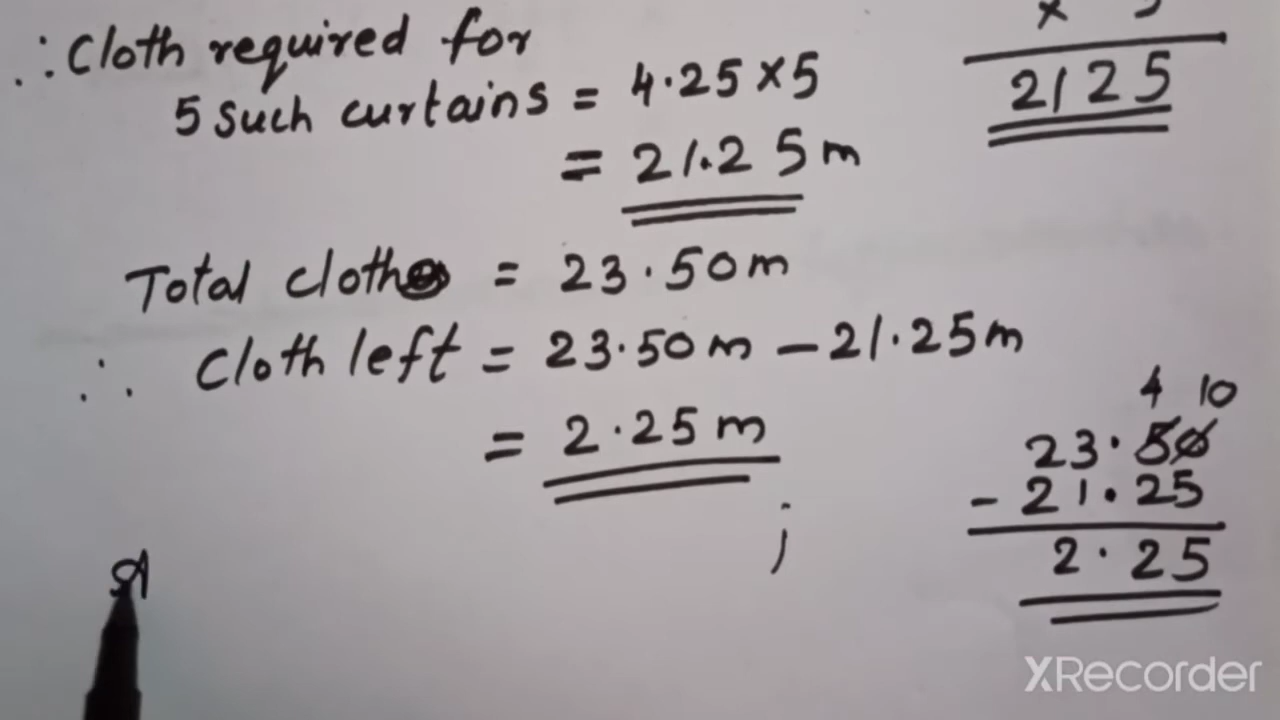 ∴ Cloth required for
5 such curtains = 4.25 × 5
= 21.25 m
× 5
2125
Total cloth = 23.50 m
∴ Cloth left = 23.50 m − 21.25 m
= 2.25 m
4 10
23.50
- 21.25
2.25
XRecorder